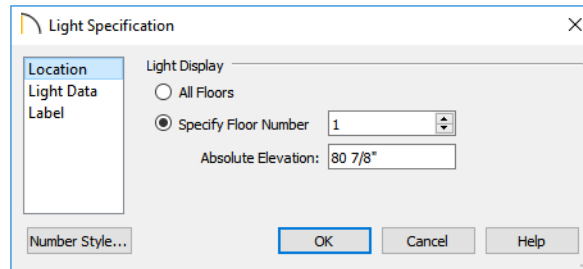 Light Specification
Location
Light Data
Label
Light Display
All Floors
Specify Floor Number 1
Absolute Elevation: 80 7/8"
Number Style... OK Cancel Help